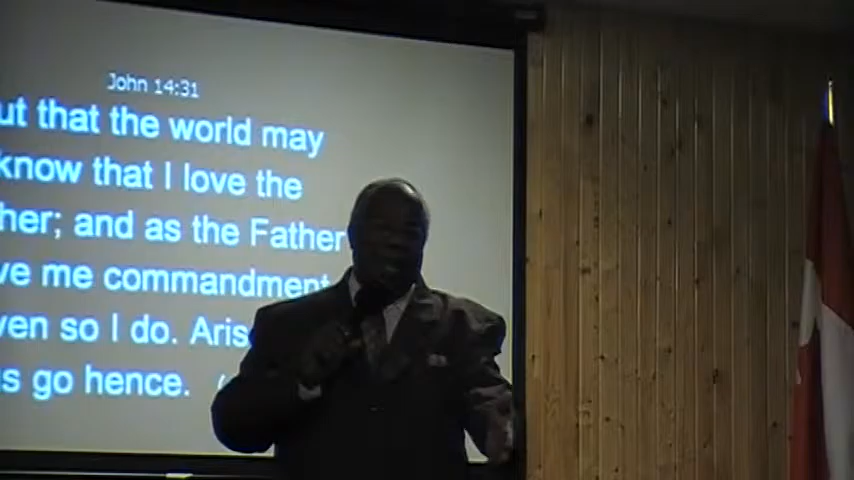 John 14:31
ut that the world may
know that I love the
her; and as the Father
ve me commandment
ven so I do. Aris
s go hence.